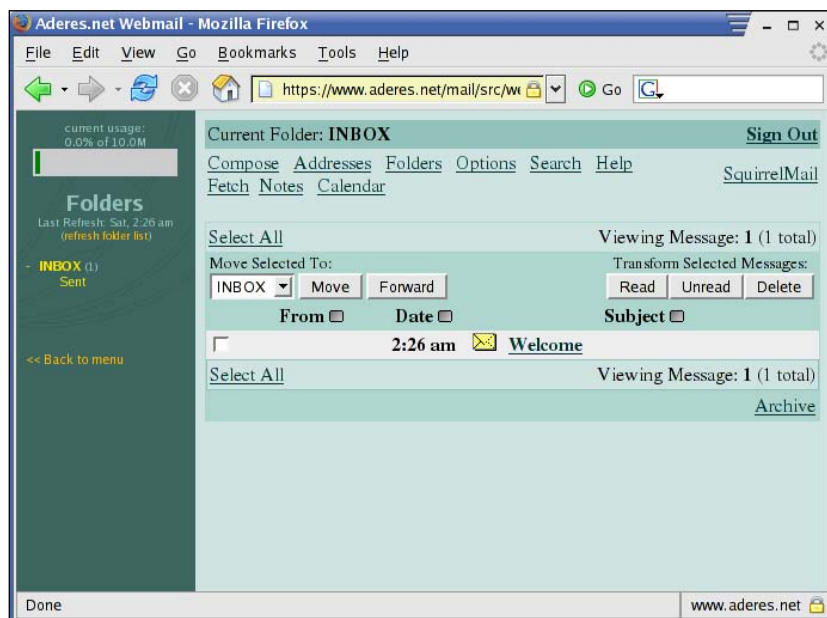 Aderes.net Webmail - Mozilla Firefox
File Edit View Go Bookmarks Tools Help
https://www.aderes.net/mail/src/we Go G
current usage:
0.0% of 10.0M
Folders
Last Refresh: Sat, 2:26 am
(refresh folder list)
- INBOX (1)
Sent
<< Back to menu
Current Folder: INBOX Sign Out
Compose Addresses Folders Options Search Help
Fetch Notes Calendar SquirrelMail
Select All Viewing Message: 1 (1 total)
Move Selected To: Transform Selected Messages:
INBOX Move Forward Read Unread Delete
From Date Subject
2:26 am Welcome
Select All Viewing Message: 1 (1 total)
Archive
Done www.aderes.net